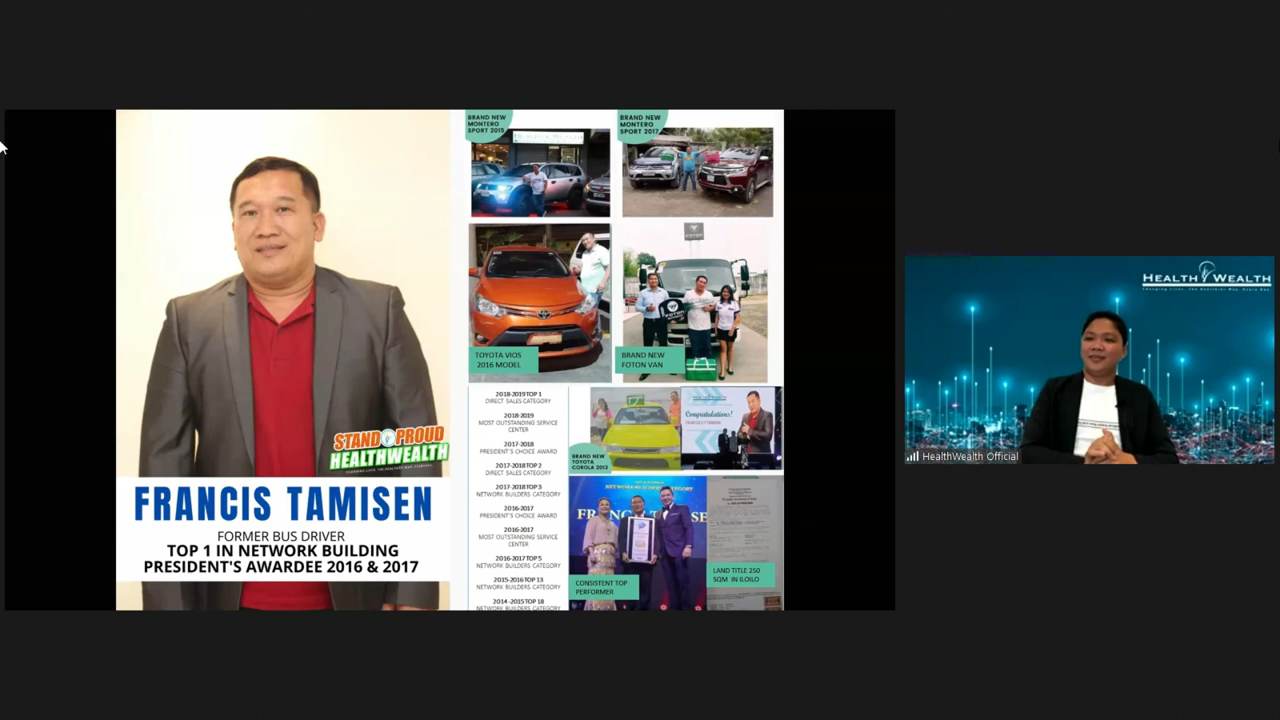 STAND PROUD
HEALTHWEALTH
FRANCIS TAMISEN
FORMER BUS DRIVER
TOP 1 IN NETWORK BUILDING
PRESIDENT'S AWARDEE 2016 & 2017
BRAND NEW
MONTERO
SPORT 2015
BRAND NEW
MONTERO
SPORT 2017
TOYOTA VIOS
2016 MODEL
FOTON
BRAND NEW
FOTON VAN
2018-2019 TOP 1
DIRECT SALES CATEGORY
2018-2019
MOST OUTSTANDING SERVICE
CENTER
2017-2018
PRESIDENT'S CHOICE AWARD
2017-2018 TOP 2
DIRECT SALES CATEGORY
2017-2018 TOP 3
NETWORK BUILDERS CATEGORY
2016-2017
PRESIDENT'S CHOICE AWARD
2016-2017
MOST OUTSTANDING SERVICE
CENTER
2016-2017 TOP 5
NETWORK BUILDERS CATEGORY
2015-2016 TOP 13
NETWORK BUILDERS CATEGORY
2014-2015 TOP 18
NETWORK BUILDERS CATEGORY
BRAND NEW
TOYOTA
COROLA 2013
Congratulations!
CONSISTENT TOP
PERFORMER
LAND TITLE 250
SQM IN ILOILO
HEALTH WEALTH
HealthWealth Official